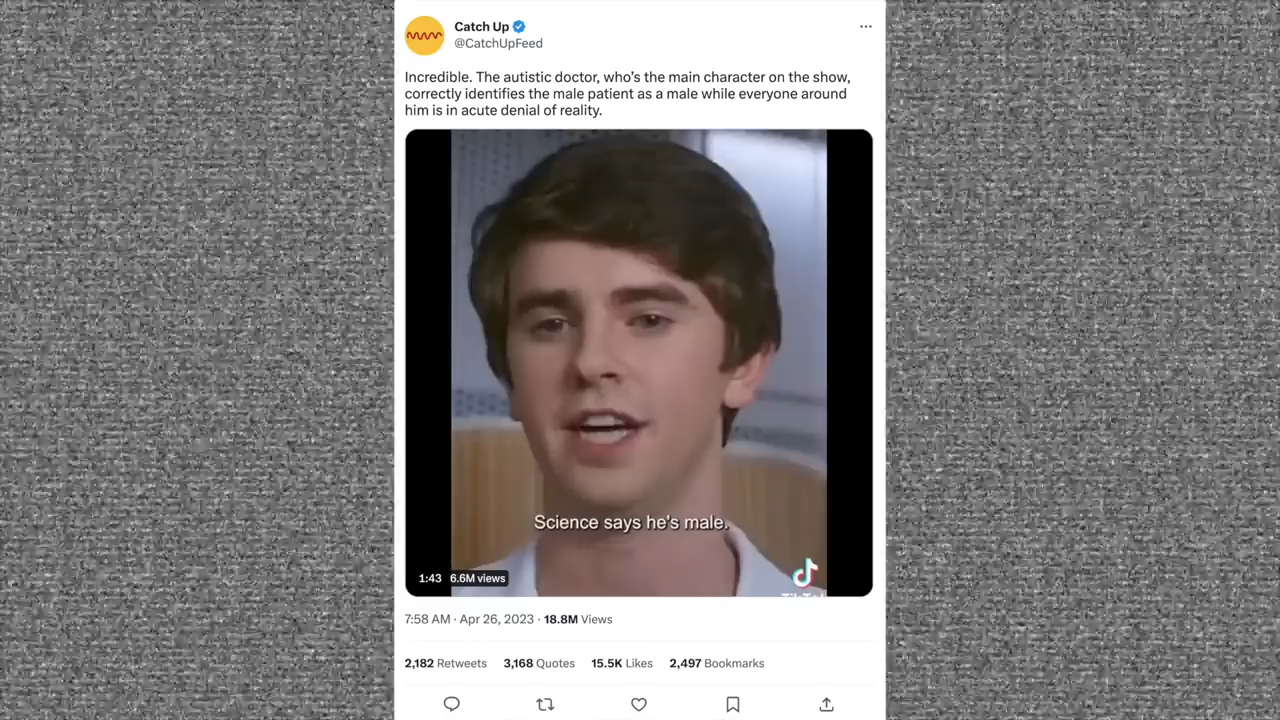 Catch Up
@CatchUpFeed
Incredible. The autistic doctor, who's the main character on the show,
correctly identifies the male patient as a male while everyone around
him is in acute denial of reality.
Science says he's male.
1:43 6.6M views
TikTok
7:58 AM · Apr 26, 2023 · 18.8M Views
2,182 Retweets 3,168 Quotes 15.5K Likes 2,497 Bookmarks